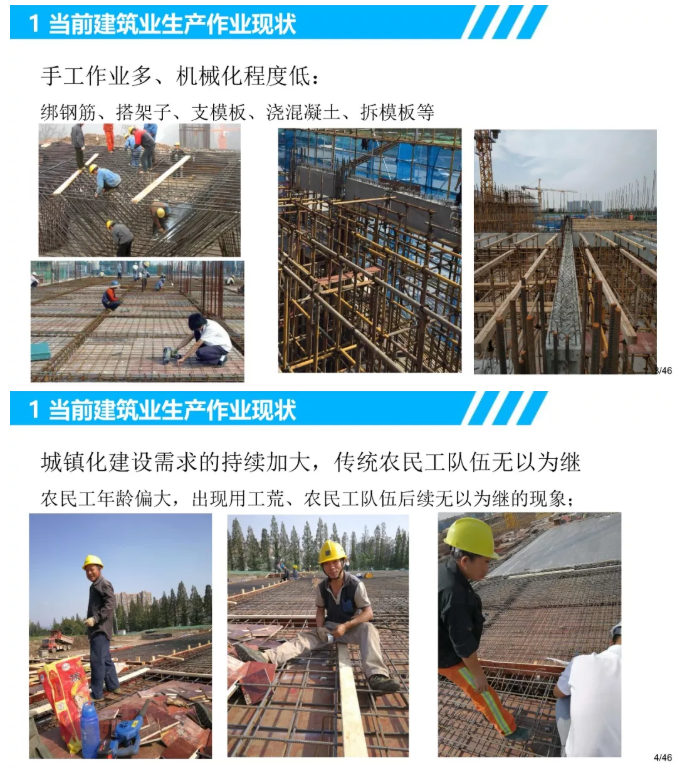 1 当前建筑业生产作业现状
手工作业多、机械化程度低：
绑钢筋、搭架子、支模板、浇混凝土、拆模板等
3/46
1 当前建筑业生产作业现状
城镇化建设需求的持续加大，传统农民工队伍无以为继
农民工年龄偏大，出现用工荒、农民工队伍后续无以为继的现象；
4/46